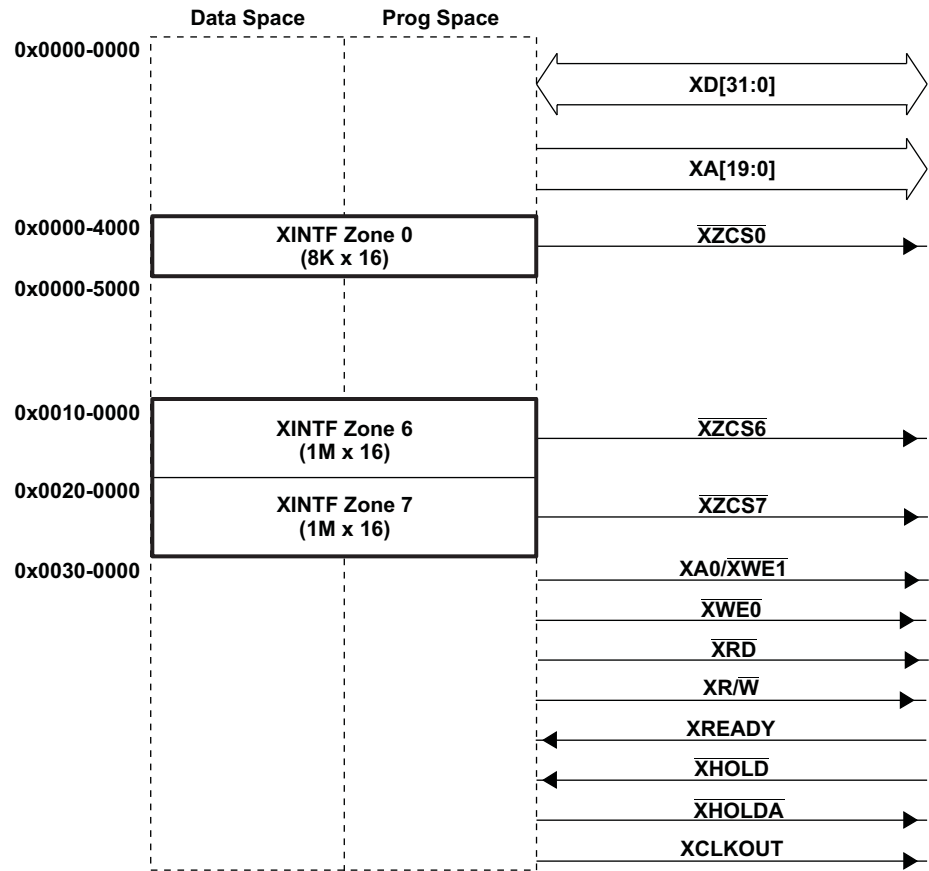 Data Space Prog Space
0x0000-0000
XD[31:0]
XA[19:0]
0x0000-4000
XINTF Zone 0
(8K x 16)
XZCS0
0x0000-5000
0x0010-0000
XINTF Zone 6
(1M x 16)
XZCS6
0x0020-0000
XINTF Zone 7
(1M x 16)
XZCS7
0x0030-0000
XA0/XWE1
XWE0
XRD
XR/W
XREADY
XHOLD
XHOLDA
XCLKOUT